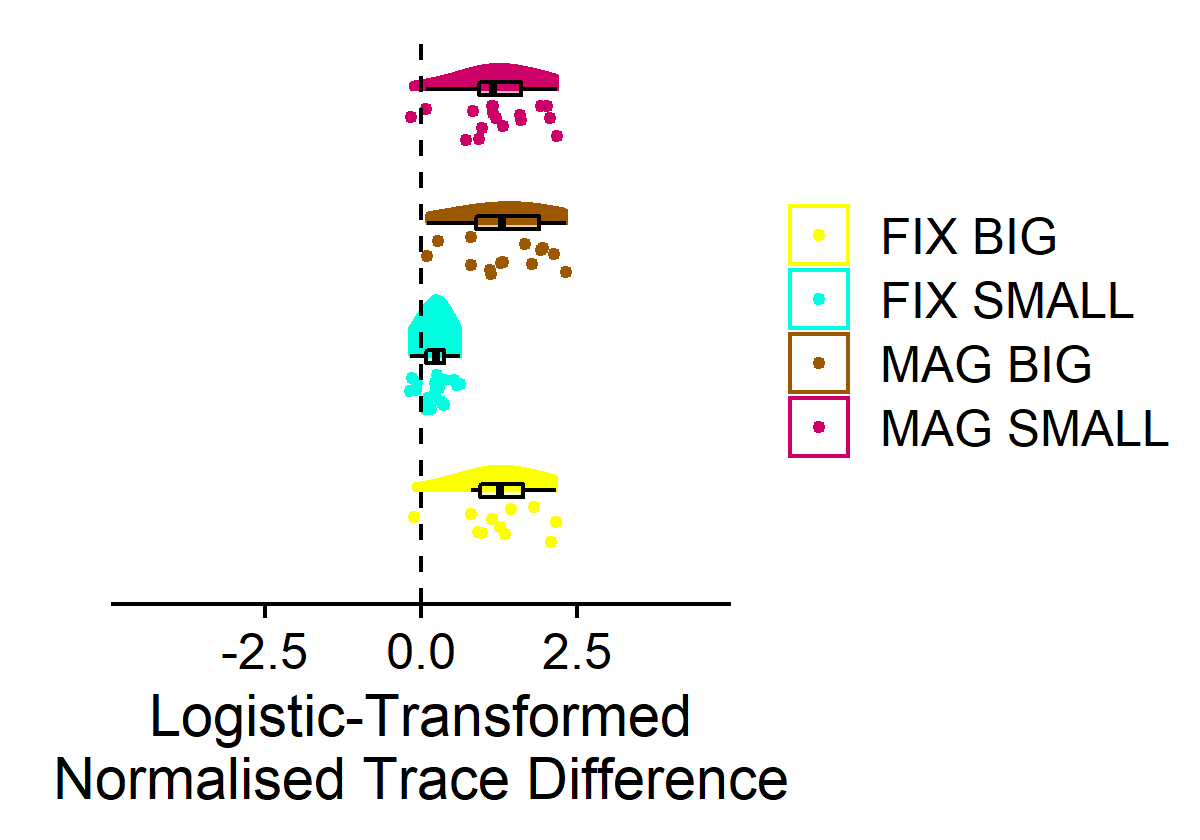 FIX BIG
FIX SMALL
MAG BIG
MAG SMALL
-2.5 0.0 2.5
Logistic-Transformed
Normalised Trace Difference